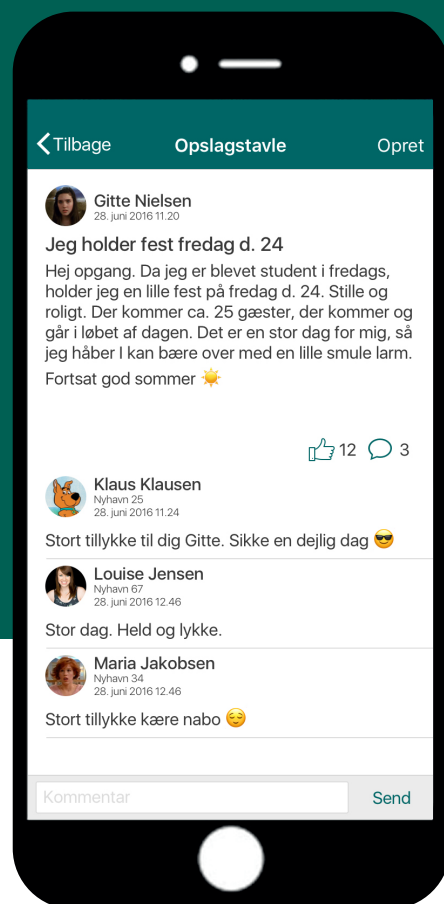 Tilbage Opslagstavle Opret
Gitte Nielsen
28. juni 2016 11.20
Jeg holder fest fredag d. 24
Hej opgang. Da jeg er blevet student i fredags,
holder jeg en lille fest på fredag d. 24. Stille og
roligt. Der kommer ca. 25 gæster, der kommer og
går i løbet af dagen. Det er en stor dag for mig, så
jeg håber I kan bære over med en lille smule larm.
Fortsat god sommer ☀️
12 3
Klaus Klausen
Nyhavn 25
28. juni 2016 11.24
Stort tillykke til dig Gitte. Sikke en dejlig dag 😎
Louise Jensen
Nyhavn 67
28. juni 2016 12.46
Stor dag. Held og lykke.
Maria Jakobsen
Nyhavn 34
28. juni 2016 12.46
Stort tillykke kære nabo 😌
Kommentar Send